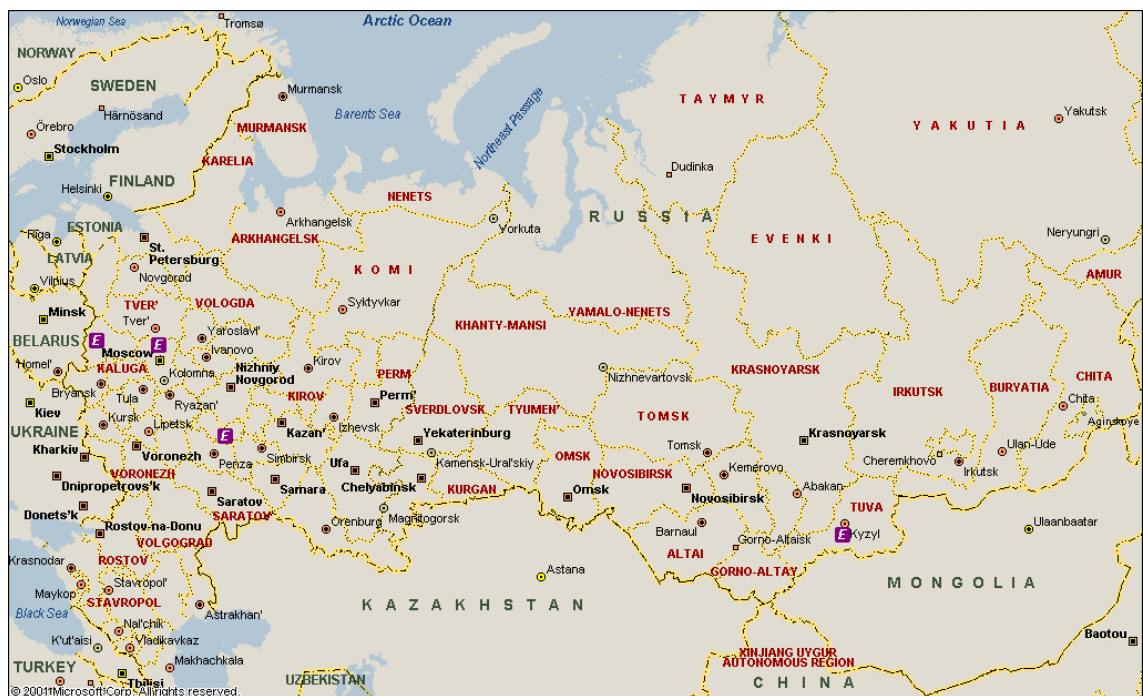 Norwegian Sea
Tromsø
Arctic Ocean
NORWAY
Oslo
SWEDEN
Härnösand
Örebro
Stockholm
Murmansk
Barents Sea
Northeast Passage
TAYMYR
YAKUTIA
Yakutsk
MURMANSK
KARELIA
Dudinka
FINLAND
Helsinki
NENETS
Arkhangelsk
Vorkuta
RUSSIA
ESTONIA
Rīga
St.
Petersburg
ARKHANGELSK
EVENKI
Neryungri
LATVIA
Novgorod
KOMI
AMUR
Vilnius
TVER'
VOLOGDA
Syktyvkar
YAMALO-NENETS
Minsk
Tver'
Yaroslavl'
KHANTY-MANSI
BELARUS
E
E
Moscow
Ivanovo
Homel'
KALUGA
Kolomna
Nizhniy
Novgorod
Kirov
PERM
Nizhnevartovsk
KRASNOYARSK
IRKUTSK
BURYATIA
CHITA
Bryansk
Tula
Ryazan'
KIROV
Perm'
SVERDLOVSK
TYUMEN'
TOMSK
Chita
Aginskoye
Kiev
Kursk
Lipetsk
E
Kazan'
Izhevsk
Yekaterinburg
Krasnoyarsk
UKRAINE
Kharkiv
Voronezh
Penza
Simbirsk
Ufa
Kamensk-Ural'skiy
OMSK
Tomsk
Cheremkhovo
Irkutsk
Ulan-Ude
VORONEZH
Dnipropetrovs'k
Saratov
Samara
Chelyabinsk
KURGAN
Omsk
NOVOSIBIRSK
Novosibirsk
Kemerovo
Abakan
Donets'k
SARATOV
Magnitogorsk
TUVA
Rostov-na-Donu
Orenburg
Barnaul
Kyzyl
E
Ulaanbaatar
VOLGOGRAD
Gorno-Altaisk
Krasnodar
ROSTOV
ALTAI
GORNO-ALTAY
Maykop
Stavropol'
STAVROPOL
Astana
MONGOLIA
Black Sea
Astrakhan'
KAZAKHSTAN
Nal'chik
K'ut'aisi
Vladikavkaz
Baotou
TURKEY
Makhachkala
XINJIANG UYGUR
AUTONOMOUS REGION
Tbilisi
UZBEKISTAN
CHINA
© 2001 Microsoft Corp. All rights reserved.